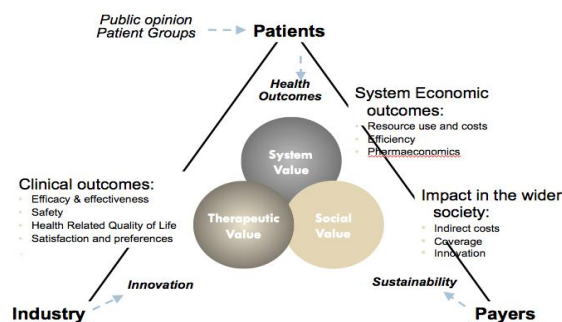 Public opinion
Patient Groups
Patients
Health
Outcomes
System Economic
outcomes:
Resource use and costs
Efficiency
Pharmaeconomics
System
Value
Clinical outcomes:
Efficacy & effectiveness
Safety
Health Related Quality of Life
Satisfaction and preferences
Therapeutic
Value
Social
Value
Impact in the wider
society:
Indirect costs
Coverage
Innovation
Innovation
Sustainability
Industry
Payers